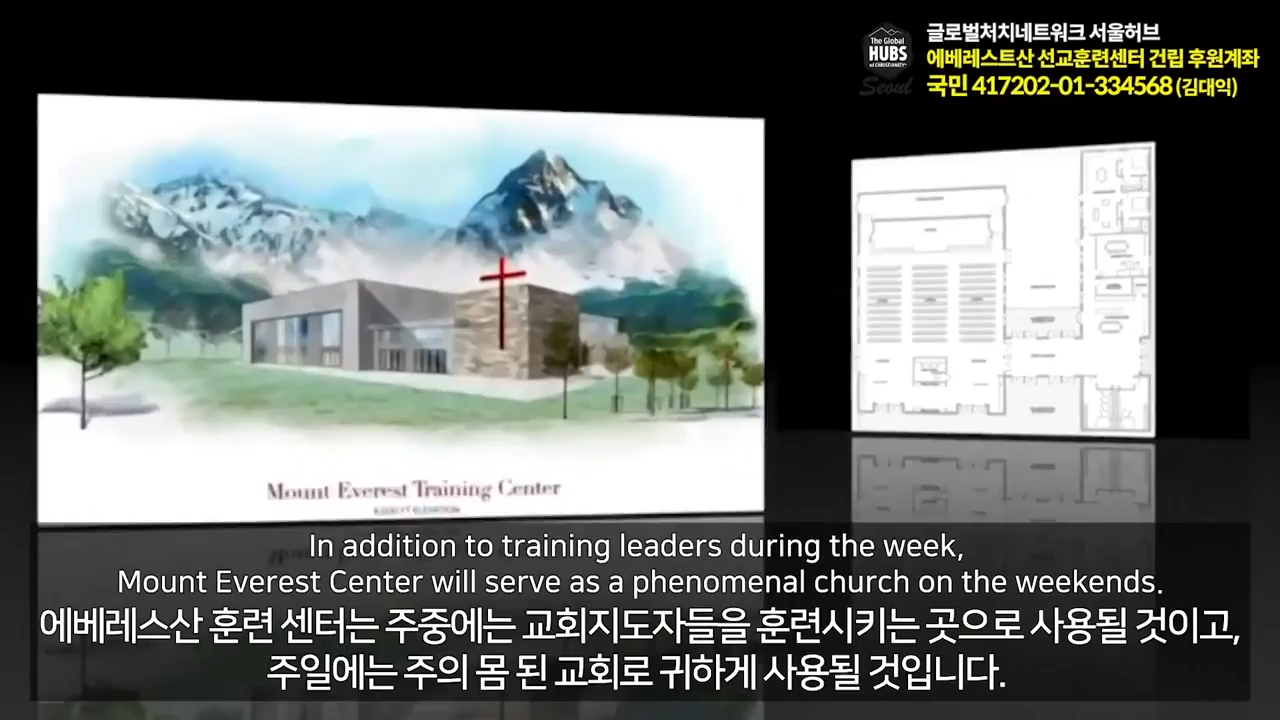 The Global
HUBS
of CHRISTIANITY
Seoul
글로벌처치네트워크 서울허브
에베레스트산 선교훈련센터 건립 후원계좌
국민 417202-01-334568 (김대익)
Mount Everest Training Center
In addition to training leaders during the week,
Mount Everest Center will serve as a phenomenal church on the weekends.
에베레스산 훈련 센터는 주중에는 교회지도자들을 훈련시키는 곳으로 사용될 것이고,
주일에는 주의 몸 된 교회로 귀하게 사용될 것입니다.